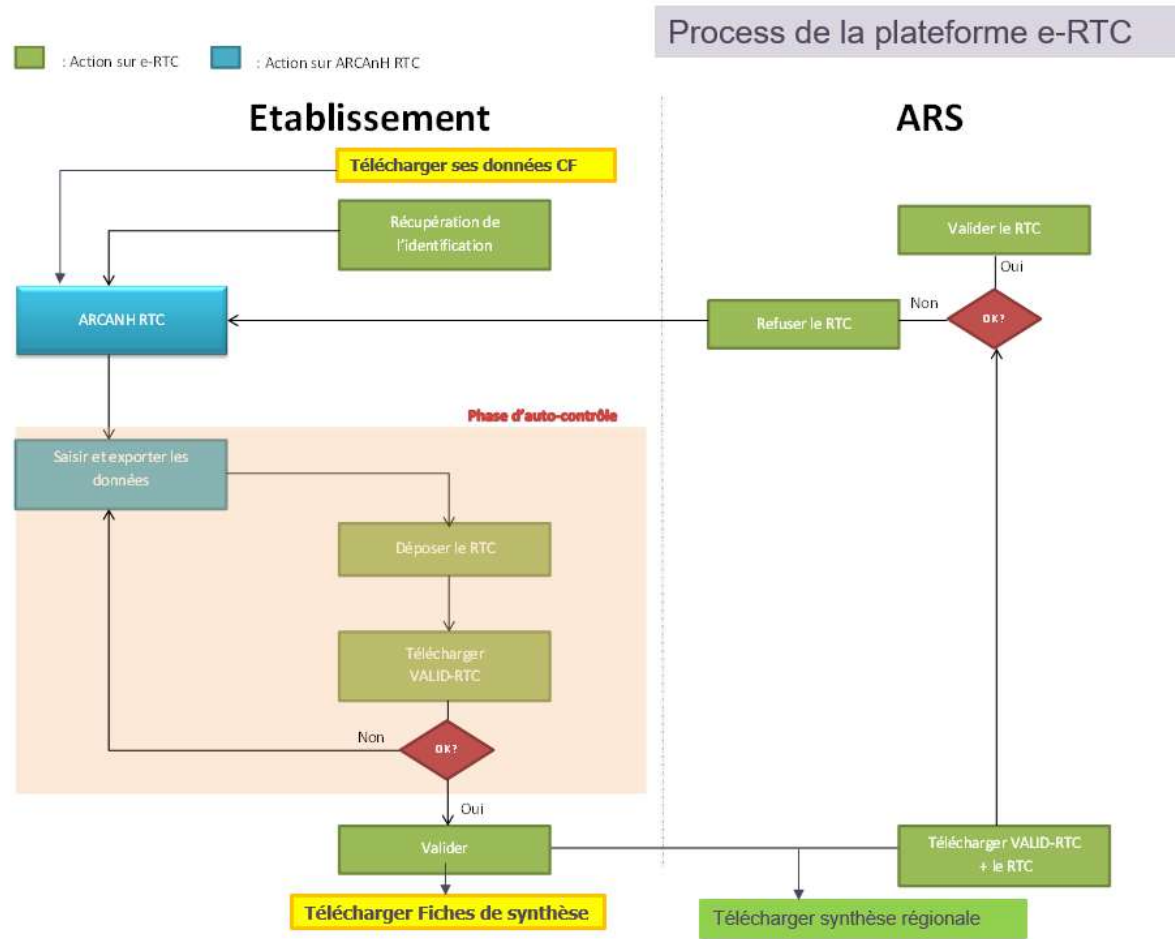 Process de la plateforme e-RTC
: Action sur e-RTC
: Action sur ARCAnH RTC
Etablissement
ARS
Télécharger ses données CF
Récupération de
l'identification
Valider le RTC
Oui
ARCANH RTC
Refuser le RTC
Non
OK?
Phase d'auto-contrôle
Saisir et exporter les
données
Déposer le RTC
Télécharger
VALID-RTC
Non
OK?
Oui
Valider
Télécharger VALID-RTC
+ le RTC
Télécharger Fiches de synthèse
Télécharger synthèse régionale